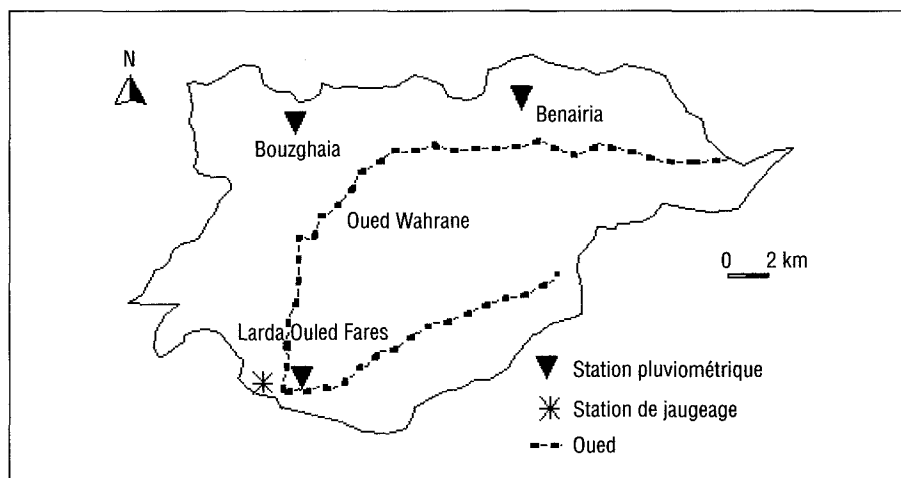 N
Benairia
Bouzghaia
Oued Wahrane
0 2 km
Larda Ouled Fares
Station pluviométrique
Station de jaugeage
Oued